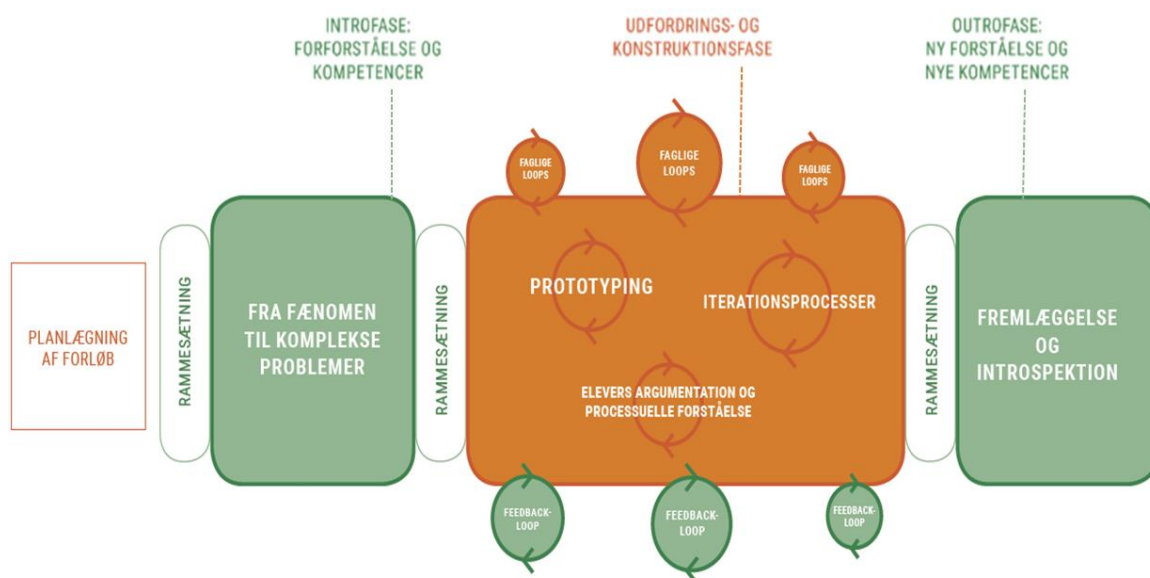 INTROFASE:
FORFORSTÅELSE OG
KOMPETENCER
UDFORDRINGS- OG
KONSTRUKTIONSFASE
OUTROFASE:
NY FORSTÅELSE OG
NYE KOMPETENCER
FAGLIGE
LOOPS
FAGLIGE
LOOPS
FAGLIGE
LOOPS
PLANLÆGNING
AF FORLØB
RAMMESÆTNING
FRA FÆNOMEN
TIL KOMPLEKSE
PROBLEMER
RAMMESÆTNING
PROTOTYPING
ITERATIONSPROCESSER
ELEVERS ARGUMENTATION OG
PROCESSUELLE FORSTÅELSE
RAMMESÆTNING
FREMLÆGGELSE
OG
INTROSPEKTION
FEEDBACK-
LOOP
FEEDBACK-
LOOP
FEEDBACK-
LOOP